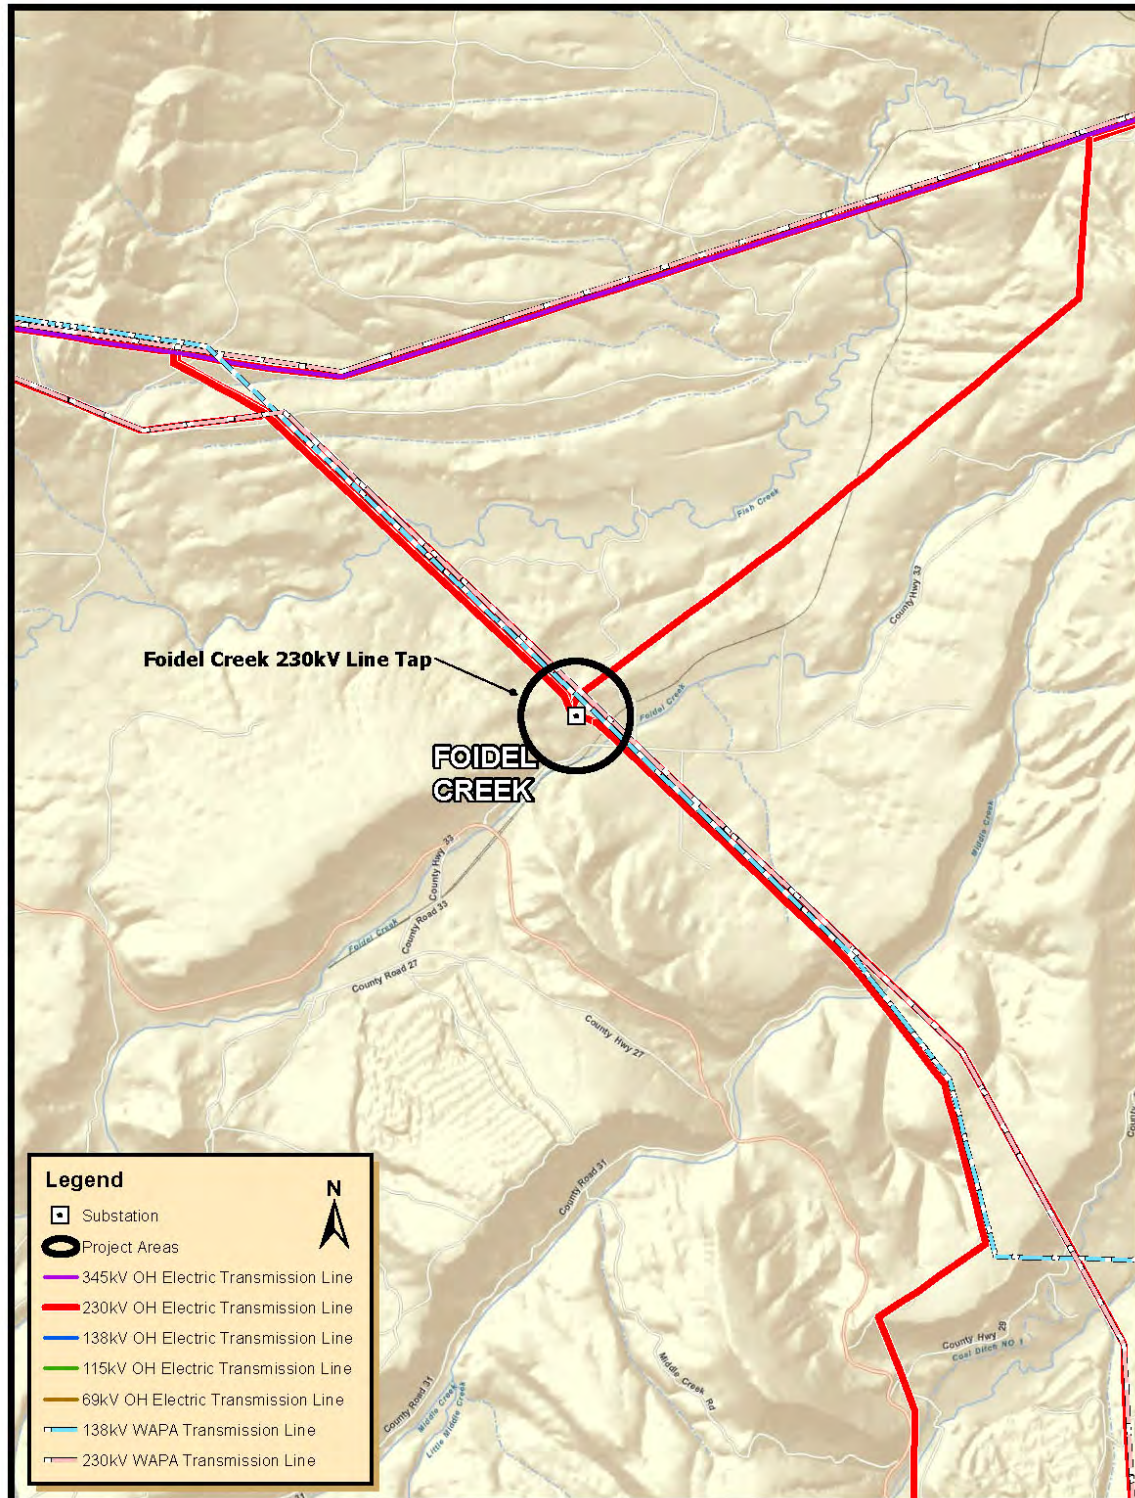 Fish Creek
County Hwy 33
Foidel Creek 230kV Line Tap
Foidel Creek
FOIDEL
CREEK
Middle Creek
County Hwy 33
County Road 33
Foidel Creek
County Road 27
County Hwy 27
County Road 31
County
County Hwy 29
Coal Ditch NO 1
Middle Creek Rd
County Road 31
Middle Creek
Little Middle Creek
Legend
N
Substation
Project Areas
345kV OH Electric Transmission Line
230kV OH Electric Transmission Line
138kV OH Electric Transmission Line
115kV OH Electric Transmission Line
69kV OH Electric Transmission Line
138kV WAPA Transmission Line
230kV WAPA Transmission Line